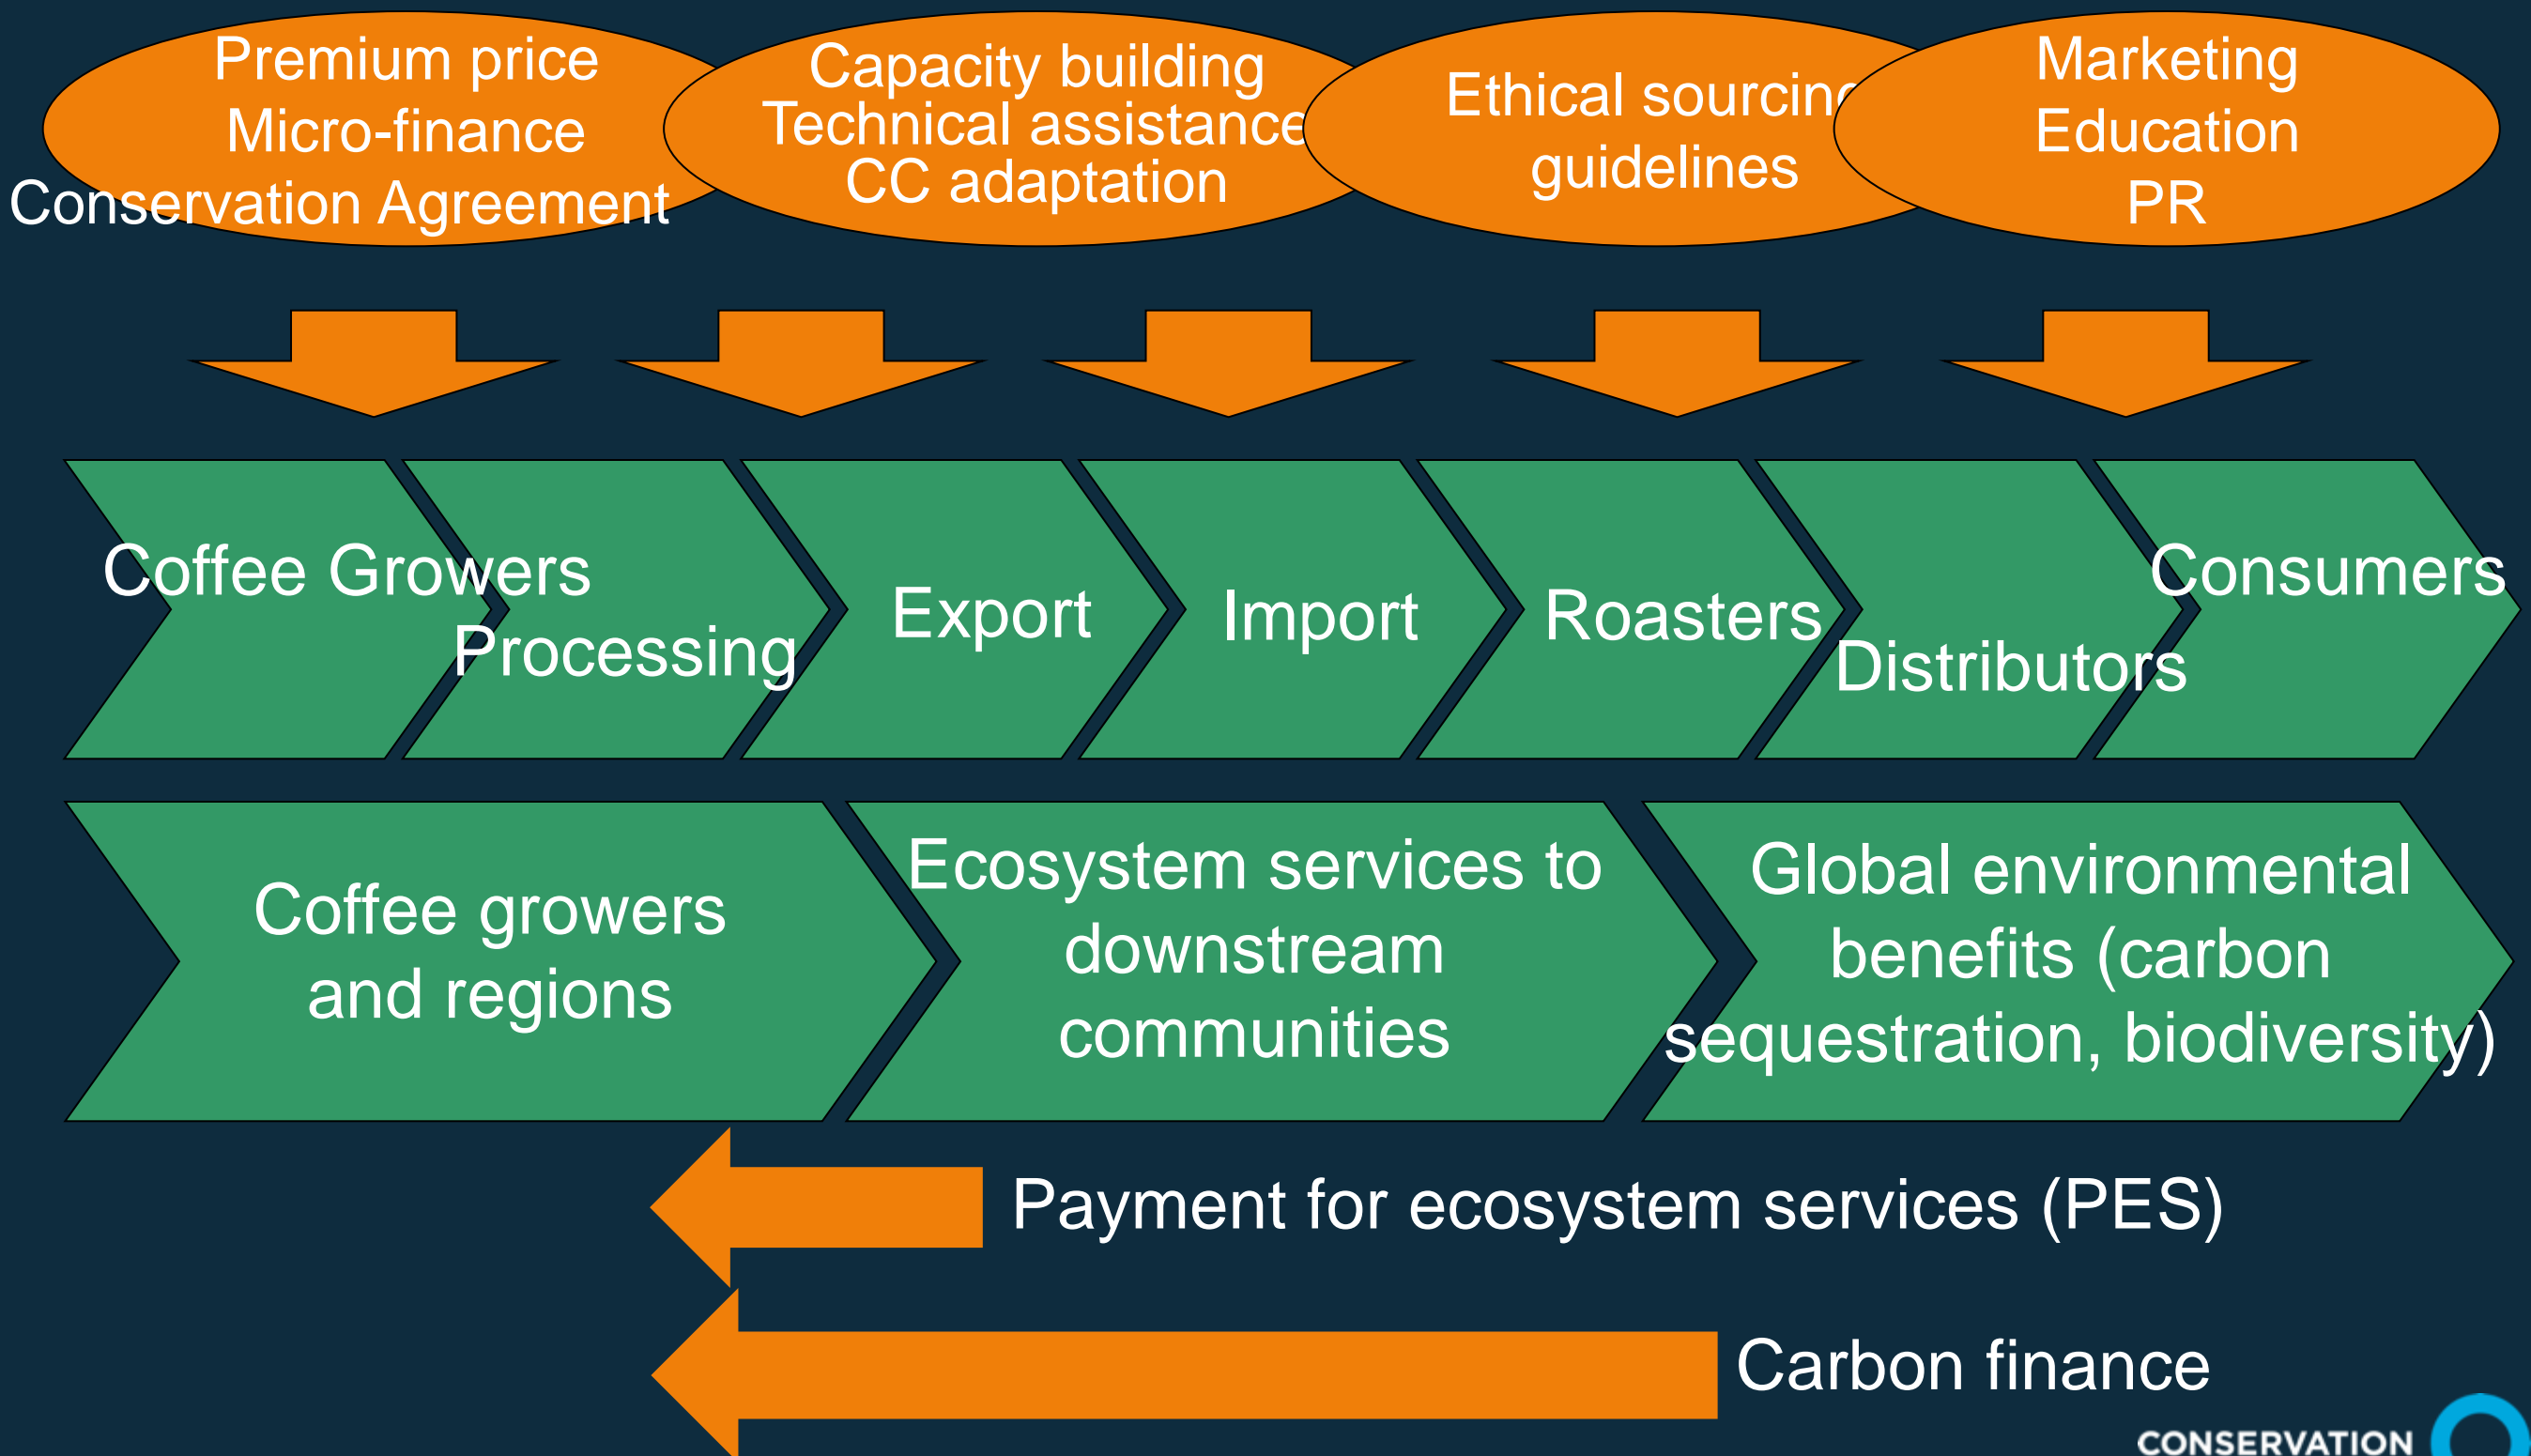 Premium price
Micro-finance
Conservation Agreement
Capacity building
Technical assistance
CC adaptation
Ethical sourcing
guidelines
Marketing
Education
PR
Coffee Growers
Processing
Export
Import
Roasters
Distributors
Consumers
Coffee growers
and regions
Ecosystem services to
downstream
communities
Global environmental
benefits (carbon
sequestration, biodiversity)
Payment for ecosystem services (PES)
Carbon finance
CONSERVATION